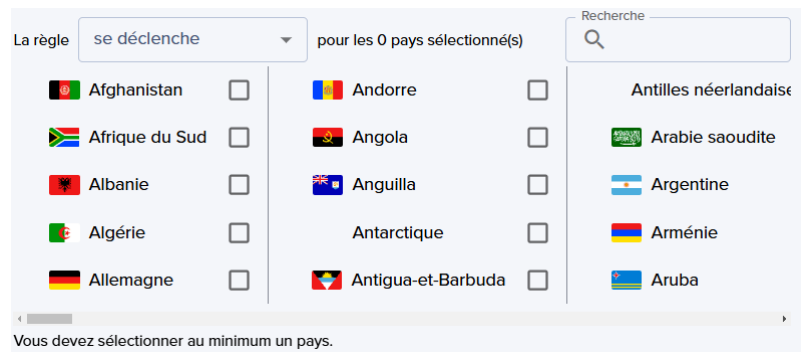 Recherche
La règle se déclenche pour les 0 pays sélectionné(s)
Afghanistan Andorre Antilles néerlandaise
Afrique du Sud Angola Arabie saoudite
Albanie Anguilla Argentine
Algérie Antarctique Arménie
Allemagne Antigua-et-Barbuda Aruba
Vous devez sélectionner au minimum un pays.